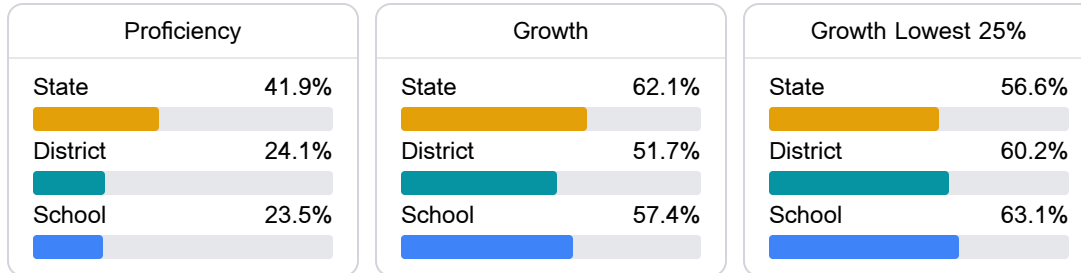 Proficiency
State 41.9%
District 24.1%
School 23.5%
Growth
State 62.1%
District 51.7%
School 57.4%
Growth Lowest 25%
State 56.6%
District 60.2%
School 63.1%